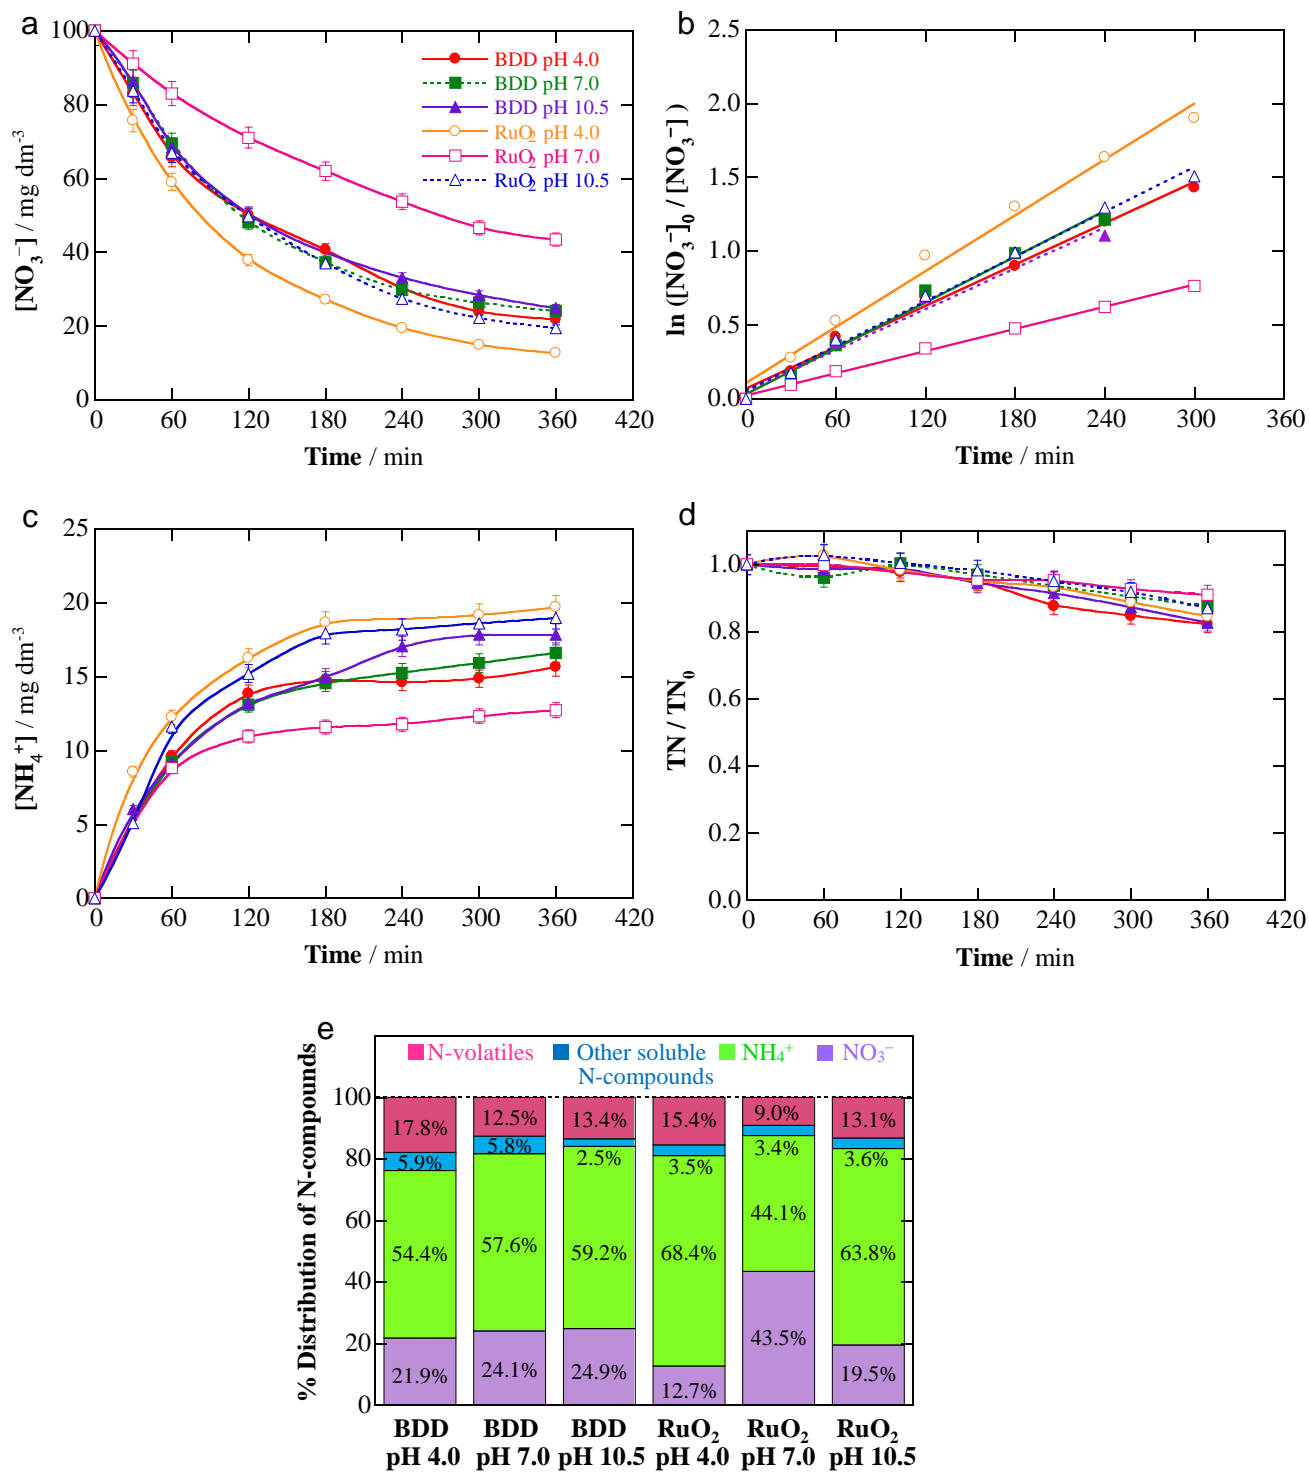 a
[NO₃⁻] / mg dm⁻³
100
80
60
40
20
0
BDD pH 4.0
BDD pH 7.0
BDD pH 10.5
RuO₂ pH 4.0
RuO₂ pH 7.0
RuO₂ pH 10.5
0 60 120 180 240 300 360 420
Time / min
b
ln ([NO₃⁻]₀ / [NO₃⁻] )
2.5
2.0
1.5
1.0
0.5
0.0
0 60 120 180 240 300 360
Time / min
c
[NH₄⁺] / mg dm⁻³
25
20
15
10
5
0
0 60 120 180 240 300 360 420
Time / min
d
TN / TN₀
1.0
0.8
0.6
0.4
0.2
0.0
0 60 120 180 240 300 360 420
Time / min
e
% Distribution of N-compounds
N-volatiles Other soluble N-compounds NH₄⁺ NO₃⁻
100
80
60
40
20
0
17.8% 12.5% 13.4% 15.4% 9.0% 13.1%
5.9% 5.8% 2.5% 3.5% 3.4% 3.6%
54.4% 57.6% 59.2% 68.4% 44.1% 63.8%
21.9% 24.1% 24.9% 12.7% 43.5% 19.5%
BDD BDD BDD RuO₂ RuO₂ RuO₂
pH 4.0 pH 7.0 pH 10.5 pH 4.0 pH 7.0 pH 10.5